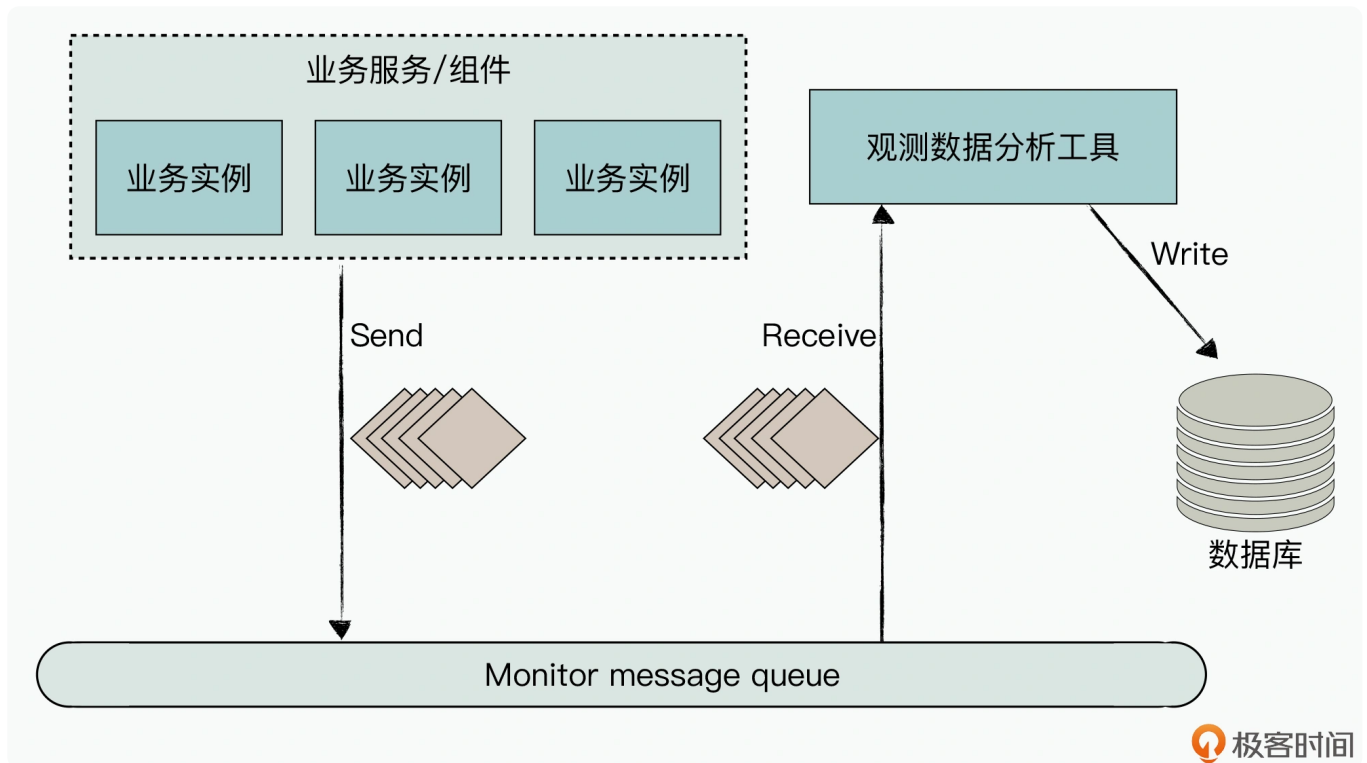 业务服务/组件
业务实例
业务实例
业务实例
观测数据分析工具
Write
Send
Receive
数据库
Monitor message queue
极客时间